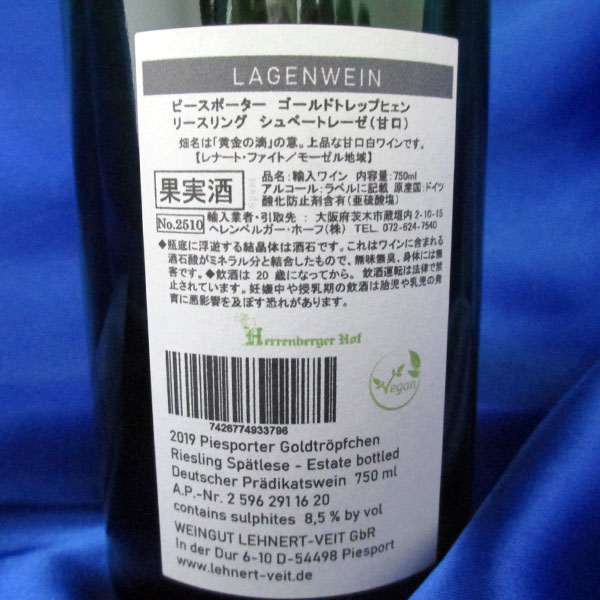 LAGENWEIN
ピースポーター ゴールドトレップヒェン
リースリング シュペートレーゼ(甘口)
畑名は「黄金の滴」の意。上品な甘口白ワインです。
【レナート・ファイト/モーゼル地域】
果実酒
品名:輸入ワイン 内容量:750ml
アルコール:ラベルに記載 原産国:ドイツ
酸化防止剤含有(亜硫酸塩)
No.2510
輸入業者・引取先 : 大阪府茨木市蔵垣内2-10-15
ヘレンベルガー・ホーフ(株) TEL. 072-624-7540
◆瓶底に浮遊する結晶体は酒石です。これはワインに含まれる
酒石酸がミネラル分と結合したもので、無味無臭、身体には無
害です。◆飲酒は 20 歳になってから。飲酒運転は法律で禁
止されています。妊娠中や授乳期の飲酒は胎児や乳児の発
育に悪影響を及ぼす恐れがあります。
Herrenberger Hof
Vegan
7426774933796
2019 Piesporter Goldtröpfchen
Riesling Spätlese - Estate bottled
Deutscher Prädikatswein 750 ml
A.P.-Nr. 2 596 291 16 20
contains sulphites 8,5 % by vol
WEINGUT LEHNERT-VEIT GbR
In der Dur 6-10 D-54498 Piesport
www.lehnert-veit.de